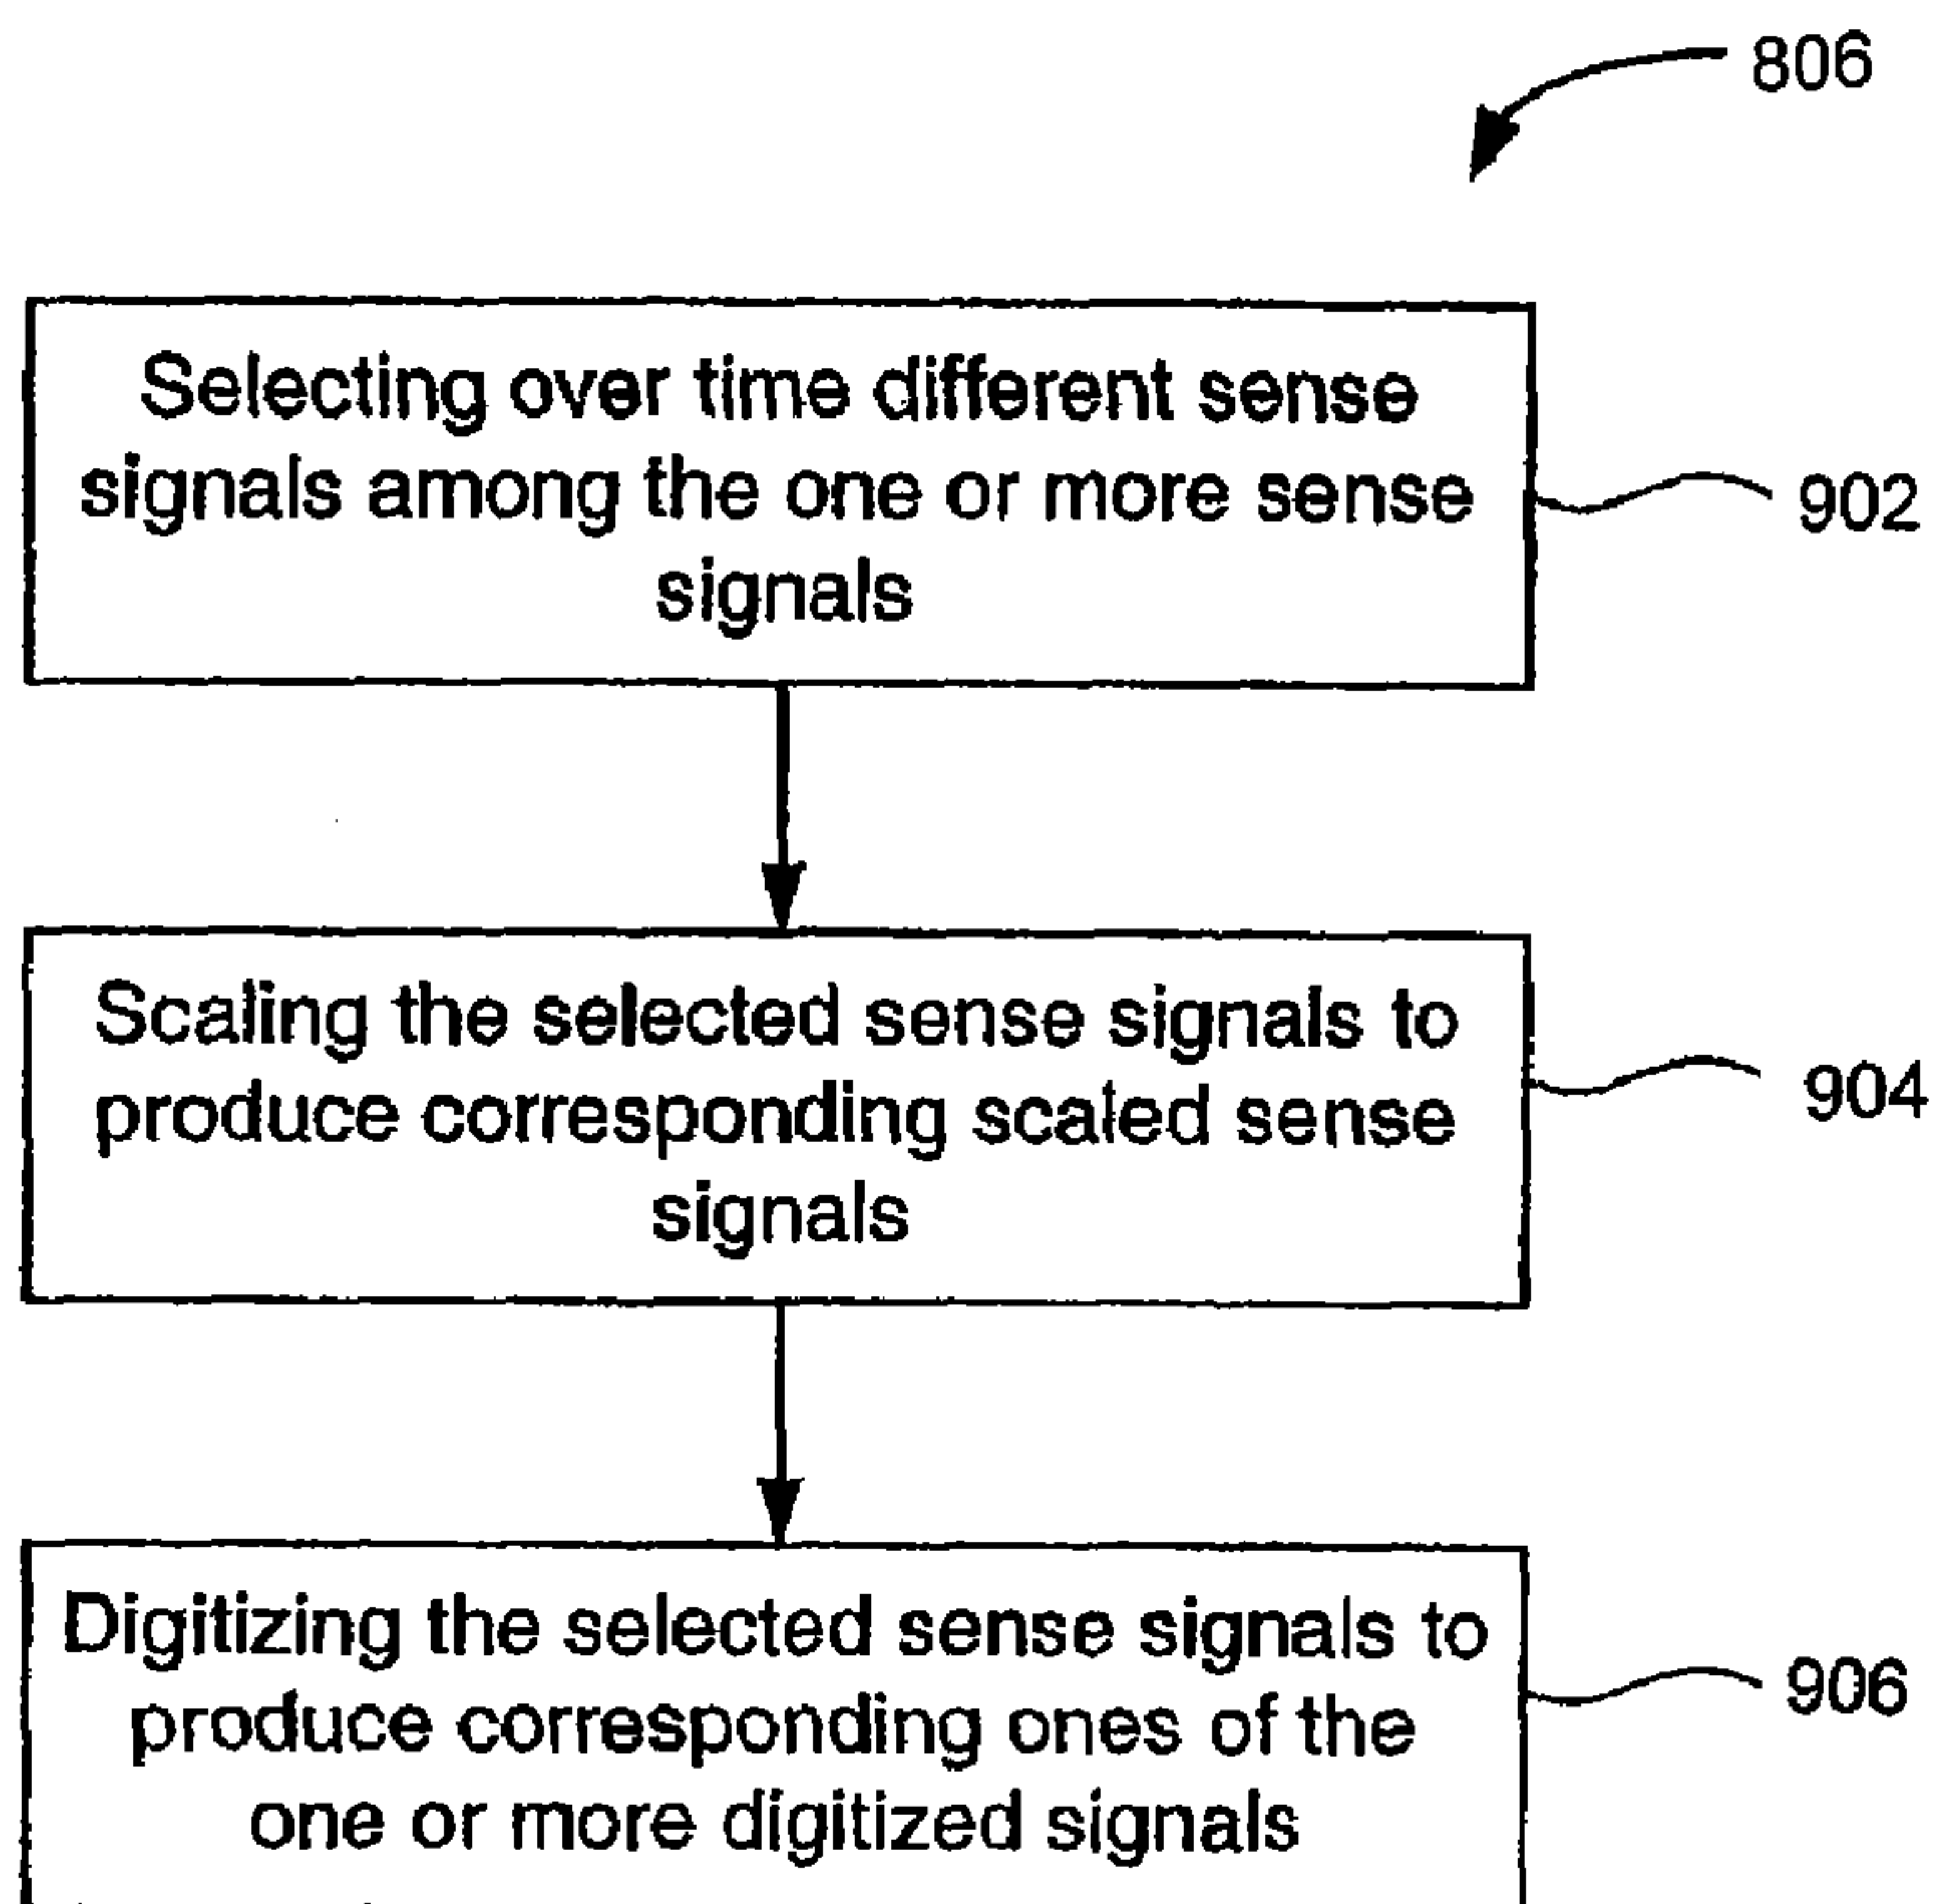 806
Selecting over time different sense
signals among the one or more sense
signals
902
Scaling the selected sense signals to
produce corresponding scaled sense
signals
904
Digitizing the selected sense signals to
produce corresponding ones of the
one or more digitized signals
906